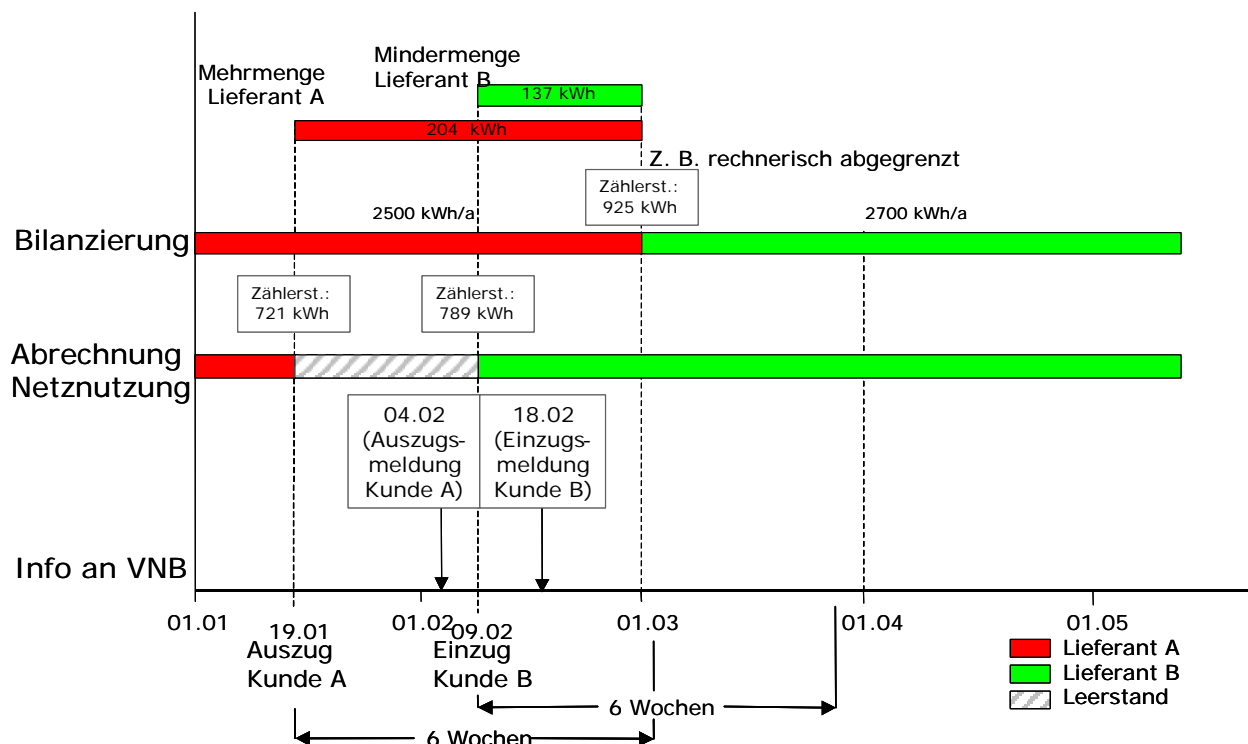 Mindermenge
Lieferant B
Mehrmenge
Lieferant A
137 kWh
204 kWh
Z. B. rechnerisch abgegrenzt
Zählerst.:
925 kWh
2500 kWh/a
2700 kWh/a
Bilanzierung
Zählerst.:
721 kWh
Zählerst.:
789 kWh
Abrechnung
Netznutzung
04.02
(Auszugs-
meldung
Kunde A)
18.02
(Einzugs-
meldung
Kunde B)
Info an VNB
01.01
19.01
01.02
09.02
01.03
01.04
01.05
Auszug
Kunde A
Einzug
Kunde B
Lieferant A
Lieferant B
Leerstand
6 Wochen
6 Wochen